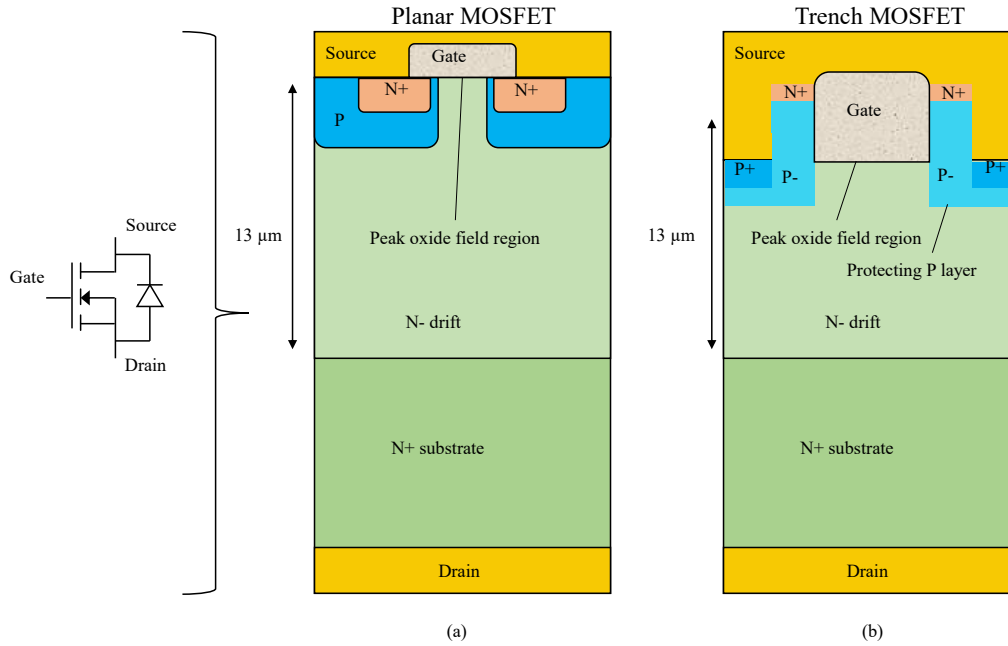 Planar MOSFET
Source
Gate
N+
N+
P
13 µm
Peak oxide field region
N- drift
N+ substrate
Drain
(a)
Source
Gate
Drain
Trench MOSFET
Source
N+
N+
Gate
P+
P-
P-
P+
13 µm
Peak oxide field region
Protecting P layer
N- drift
N+ substrate
Drain
(b)